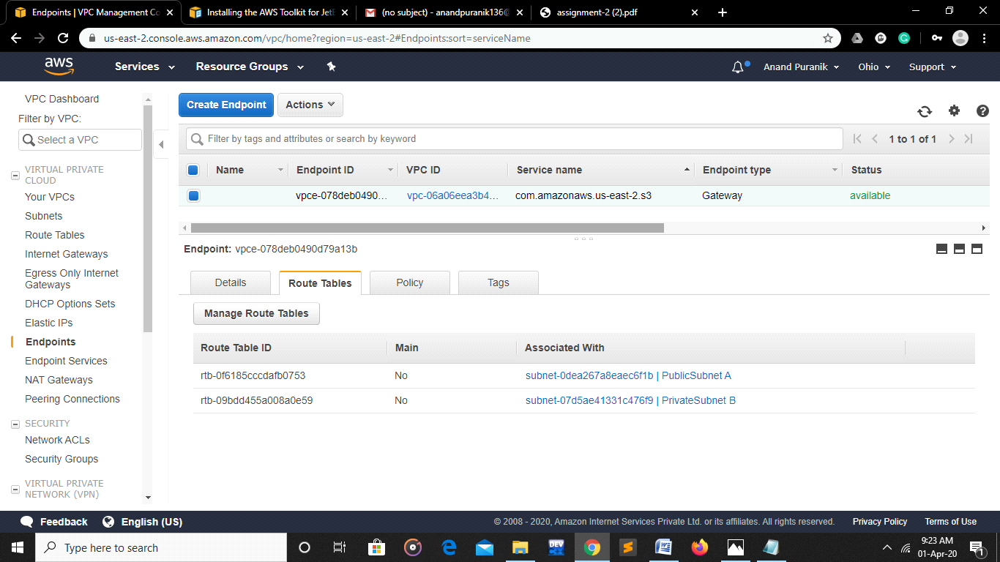 Endpoints | VPC Management Co
Installing the AWS Toolkit for JetB
(no subject) - anandpuranik136@
assignment-2 (2).pdf
us-east-2.console.aws.amazon.com/vpc/home?region=us-east-2#Endpoints:sort=serviceName
aws
Services
Resource Groups
Anand Puranik
Ohio
Support
VPC Dashboard
Filter by VPC:
Select a VPC
VIRTUAL PRIVATE
CLOUD
Your VPCs
Subnets
Route Tables
Internet Gateways
Egress Only Internet
Gateways
DHCP Options Sets
Elastic IPs
Endpoints
Endpoint Services
NAT Gateways
Peering Connections
SECURITY
Network ACLs
Security Groups
VIRTUAL PRIVATE
NETWORK (VPN)
Create Endpoint
Actions
Filter by tags and attributes or search by keyword
1 to 1 of 1
Name Endpoint ID VPC ID Service name Endpoint type Status
vpce-078deb0490... vpc-06a06eea3b4... com.amazonaws.us-east-2.s3 Gateway available
Endpoint: vpce-078deb0490d79a13b
Details Route Tables Policy Tags
Manage Route Tables
Route Table ID Main Associated With
rtb-0f6185cccdafb0753 No subnet-0dea267a8eaec6f1b | PublicSubnet A
rtb-09bdd455a008a0e59 No subnet-07d5ae41331c476f9 | PrivateSubnet B
Feedback English (US) © 2008 - 2020, Amazon Internet Services Private Ltd. or its affiliates. All rights reserved. Privacy Policy Terms of Use
Type here to search
DEV
9:23 AM
01-Apr-20
1